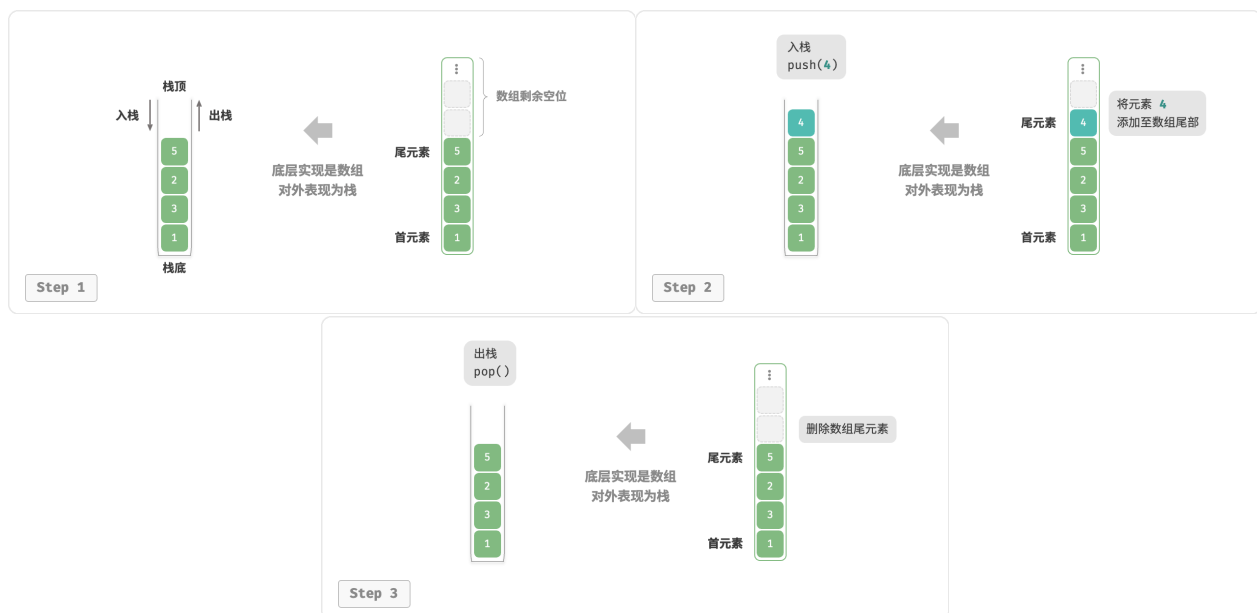 栈顶
入栈
出栈
5
2
3
1
栈底
底层实现是数组
对外表现为栈
⋮
数组剩余空位
尾元素
5
2
3
首元素
1
Step 1
入栈
push(4)
4
5
2
3
1
底层实现是数组
对外表现为栈
⋮
尾元素
4
5
2
3
首元素
1
将元素 4
添加至数组尾部
Step 2
出栈
pop()
5
2
3
1
底层实现是数组
对外表现为栈
⋮
删除数组尾元素
尾元素
5
2
3
首元素
1
Step 3